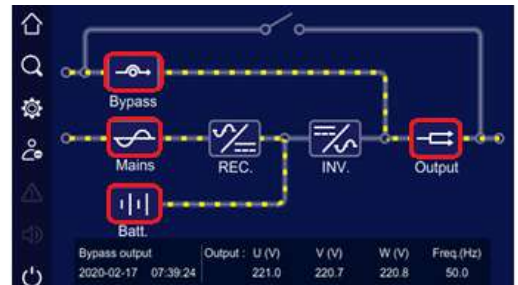 Bypass
Mains
REC.
INV.
Output
Batt.
Bypass output
Output : U (V) V (V) W (V) Freq.(Hz)
2020-02-17 07:39:24
221.0 220.7 220.8 50.0